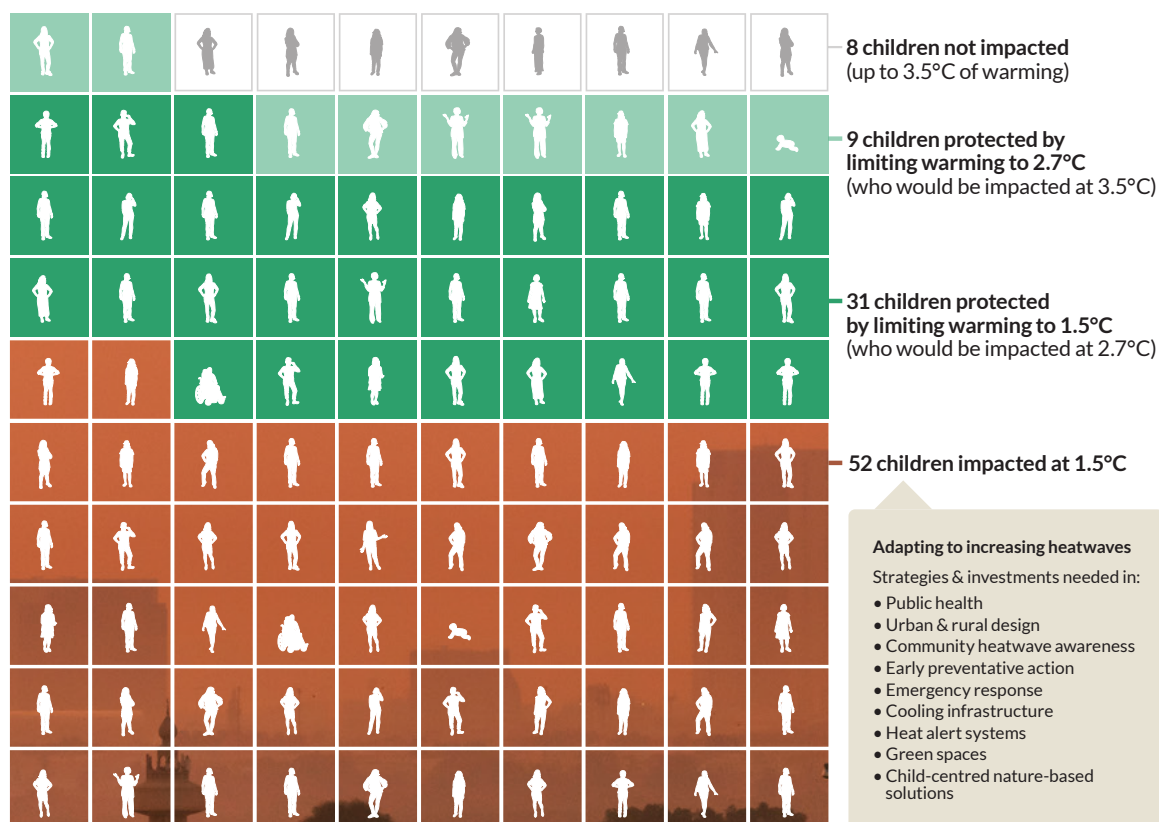 8 children not impacted
(up to 3.5°C of warming)
9 children protected by
limiting warming to 2.7°C
(who would be impacted at 3.5°C)
31 children protected
by limiting warming to 1.5°C
(who would be impacted at 2.7°C)
52 children impacted at 1.5°C
Adapting to increasing heatwaves
Strategies & investments needed in:
• Public health
• Urban & rural design
• Community heatwave awareness
• Early preventative action
• Emergency response
• Cooling infrastructure
• Heat alert systems
• Green spaces
• Child-centred nature-based
solutions